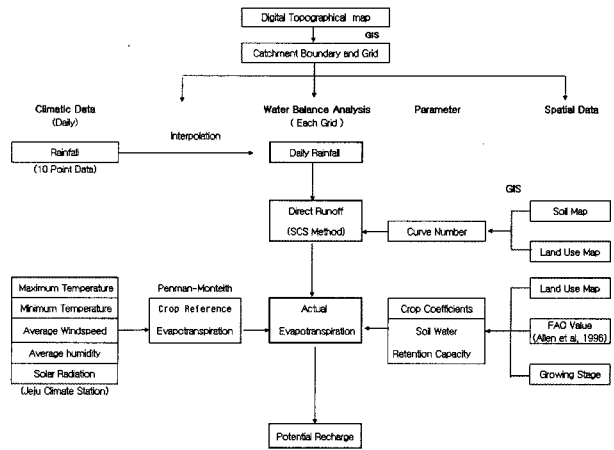 Digital Topographical map
GIS
Catchment Boundary and Grid
Climatic Data
(Daily)
Water Balance Analysis
( Each Grid )
Parameter
Spatial Data
Interpolation
Rainfall
(10 Point Data)
Daily Rainfall
GIS
Direct Runoff
(SCS Method)
Curve Number
Soil Map
Land Use Map
Maximum Temperature
Minimum Temperature
Average Windspeed
Average humidity
Solar Radiation
(Jeju Climate Station)
Penman-Monteith
Crop Reference
Evapotranspiration
Actual
Evapotranspiration
Crop Coefficients
Soil Water
Retention Capacity
Land Use Map
FAO Value
(Allen et al, 1996)
Growing Stage
Potential Recharge